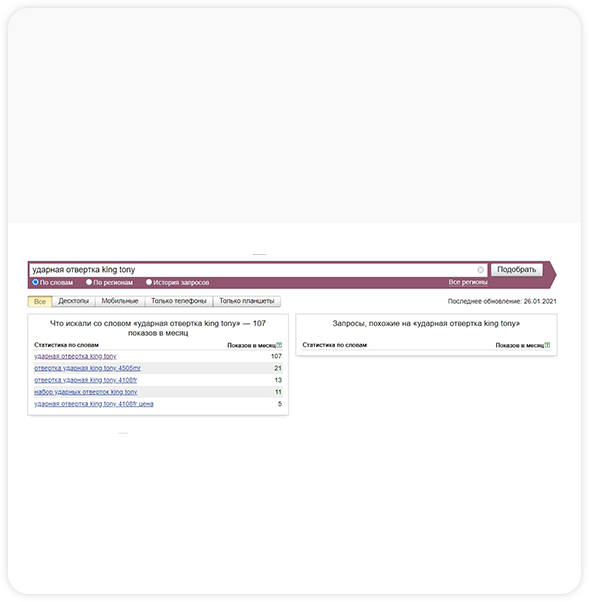 ударная отвертка king tony
Подобрать
По словам По регионам История запросов Все регионы
Все Десктопы Мобильные Только телефоны Только планшеты Последнее обновление: 26.01.2021
Что искали со словом «ударная отвертка king tony» — 107
показов в месяц
Статистика по словам Показов в месяц ?
ударная отвертка king tony 107
отвертка ударная king tony 4505mr 21
ударная отвертка king tony 4108fr 13
набор ударных отверток king tony 11
ударная отвертка king tony 4108fr цена 5
Запросы, похожие на «ударная отвертка king tony»
Статистика по словам Показов в месяц ?